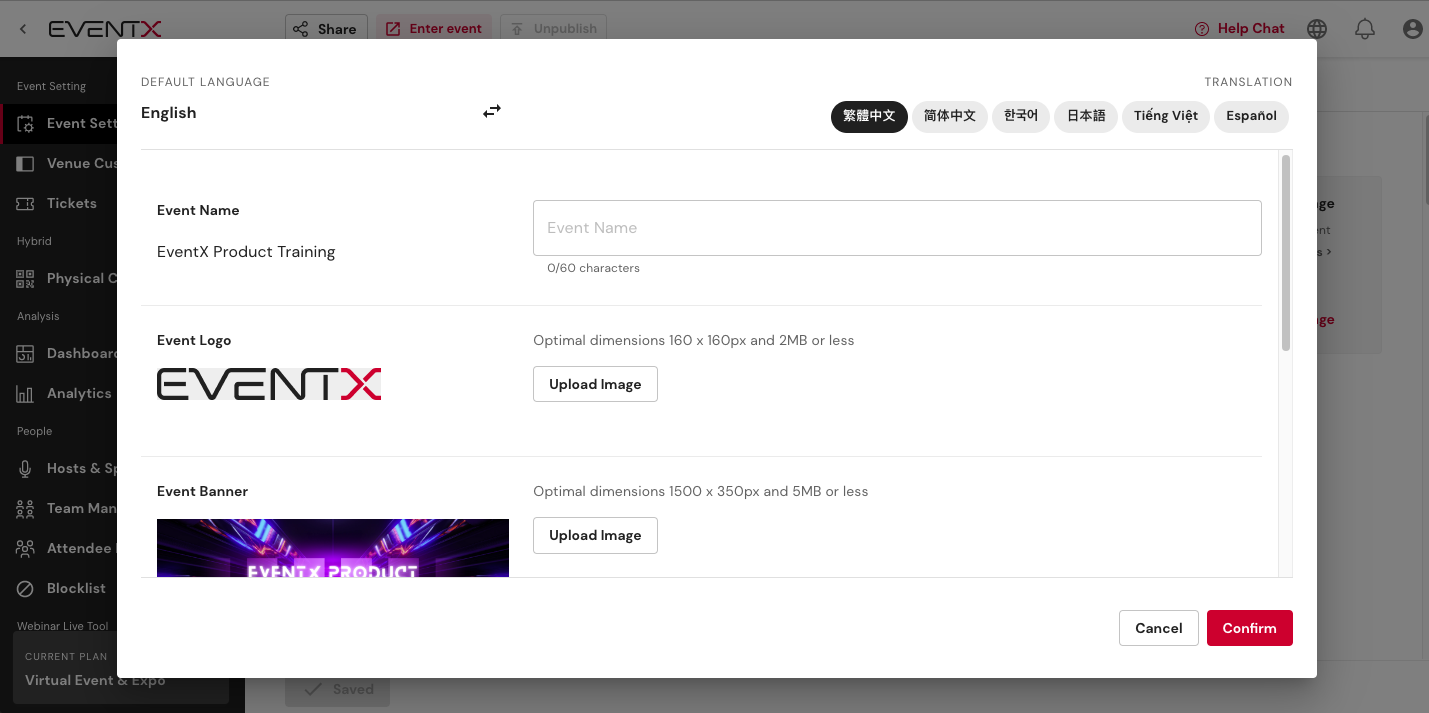 EVENTX
Share
Enter event
Unpublish
Help Chat
Event Setting
Event Sett
Venue Cus
Tickets
Hybrid
Physical C
Analysis
Dashboard
Analytics
People
Hosts & Sp
Team Man
Attendee
Blocklist
Webinar Live Tool
CURRENT PLAN
Virtual Event & Expo
DEFAULT LANGUAGE
English
TRANSLATION
繁體中文
简体中文
한국어
日本語
Tiếng Việt
Español
Event Name
EventX Product Training
Event Name
0/60 characters
Event Logo
EVENTX
Optimal dimensions 160 x 160px and 2MB or less
Upload Image
Event Banner
EVENTX PRODUCT
Optimal dimensions 1500 x 350px and 5MB or less
Upload Image
Cancel
Confirm
Saved